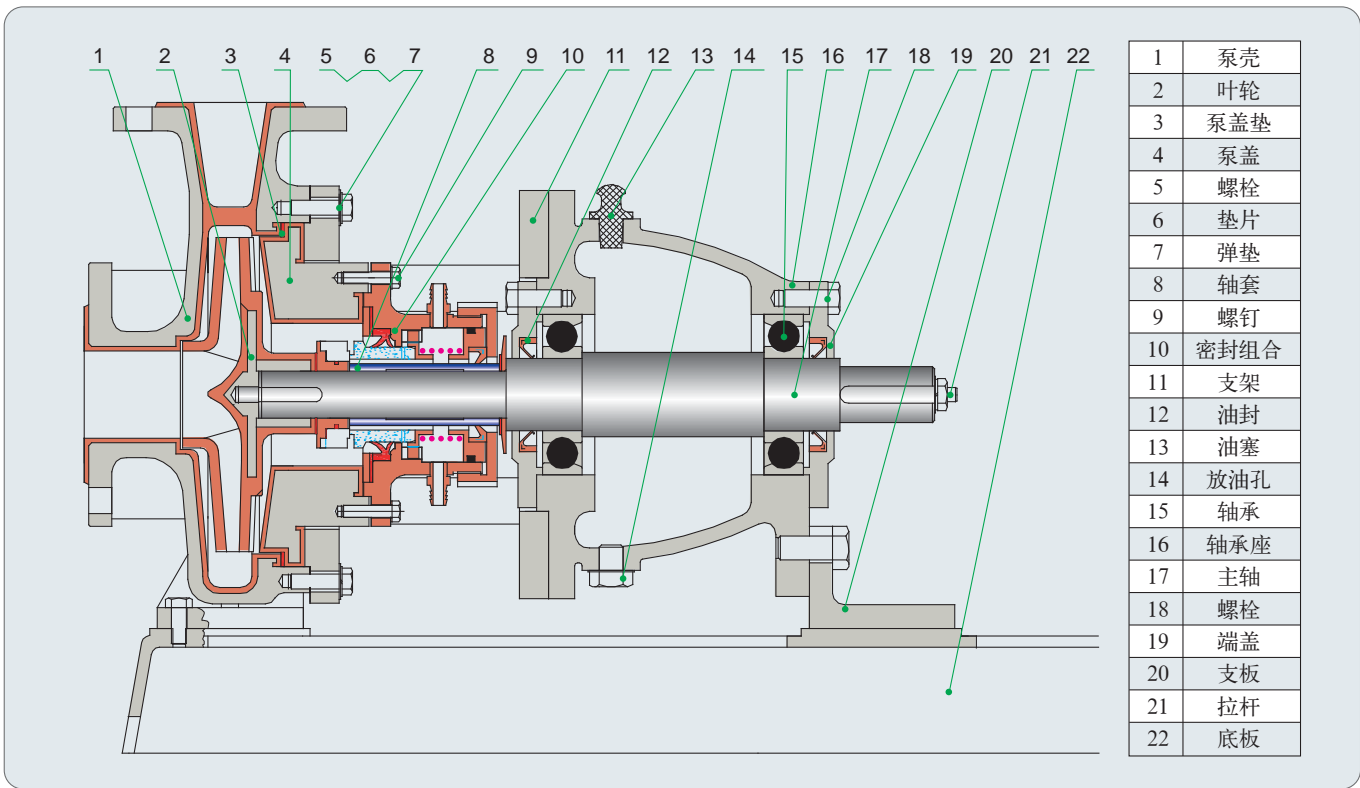 1 2 3 4 5 6 7 8 9 10 11 12 13 14 15 16 17 18 19 20 21 22
1 泵壳
2 叶轮
3 泵盖垫
4 泵盖
5 螺栓
6 垫片
7 弹垫
8 轴套
9 螺钉
10 密封组合
11 支架
12 油封
13 油塞
14 放油孔
15 轴承
16 轴承座
17 主轴
18 螺栓
19 端盖
20 支板
21 拉杆
22 底板